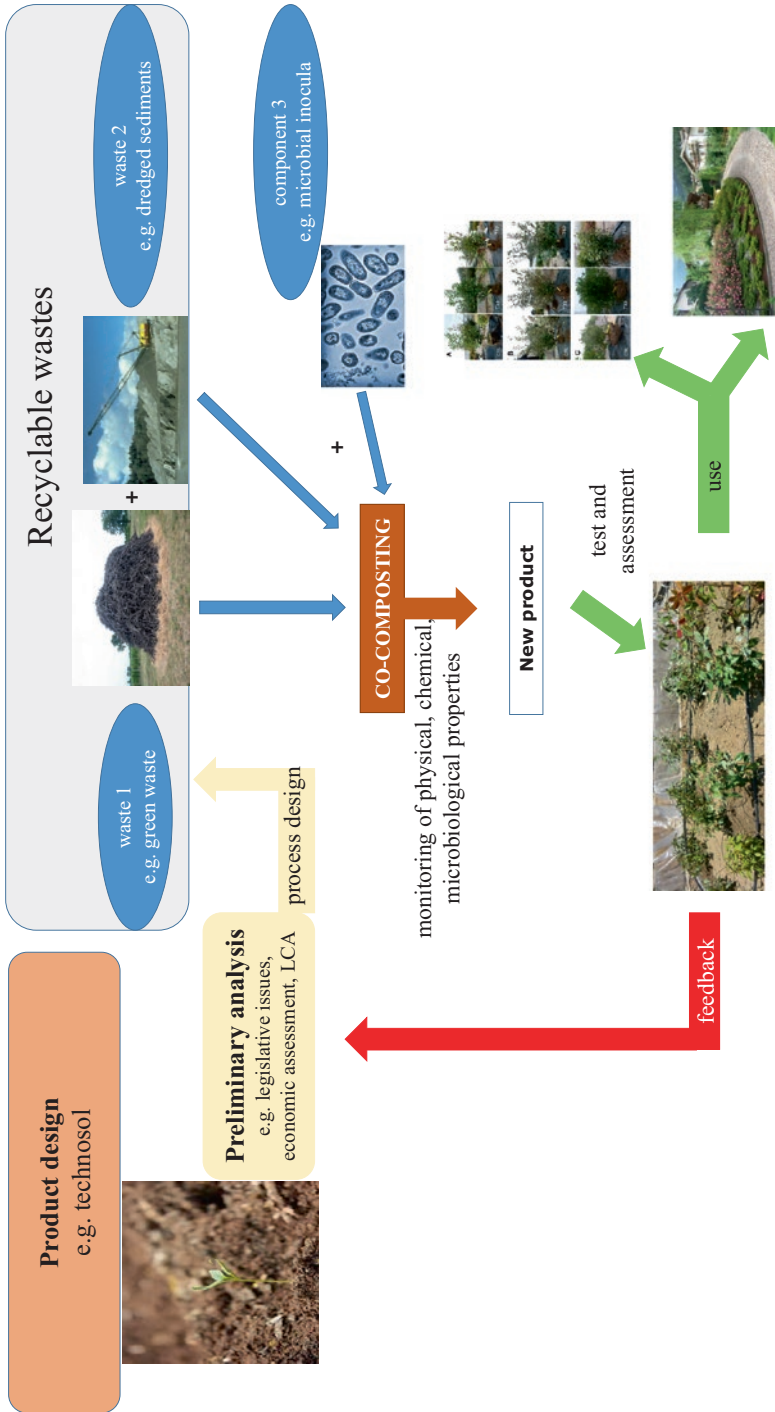 Product design
e.g. technosol
Recyclable wastes
waste 1
e.g. green waste
+
waste 2
e.g. dredged sediments
Preliminary analysis
e.g. legislative issues,
economic assessment, LCA
process design
component 3
e.g. microbial inocula
+
CO-COMPOSTING
monitoring of physical, chemical,
microbiological properties
New product
test and
assessment
feedback
use
A
B
C